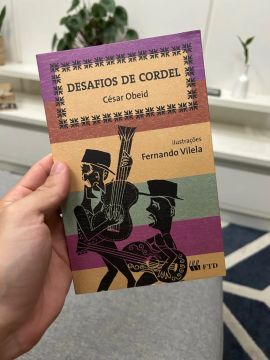 DESAFIOS DE CORDEL
César Obeid
ilustrações
Fernando Vilela
FTD